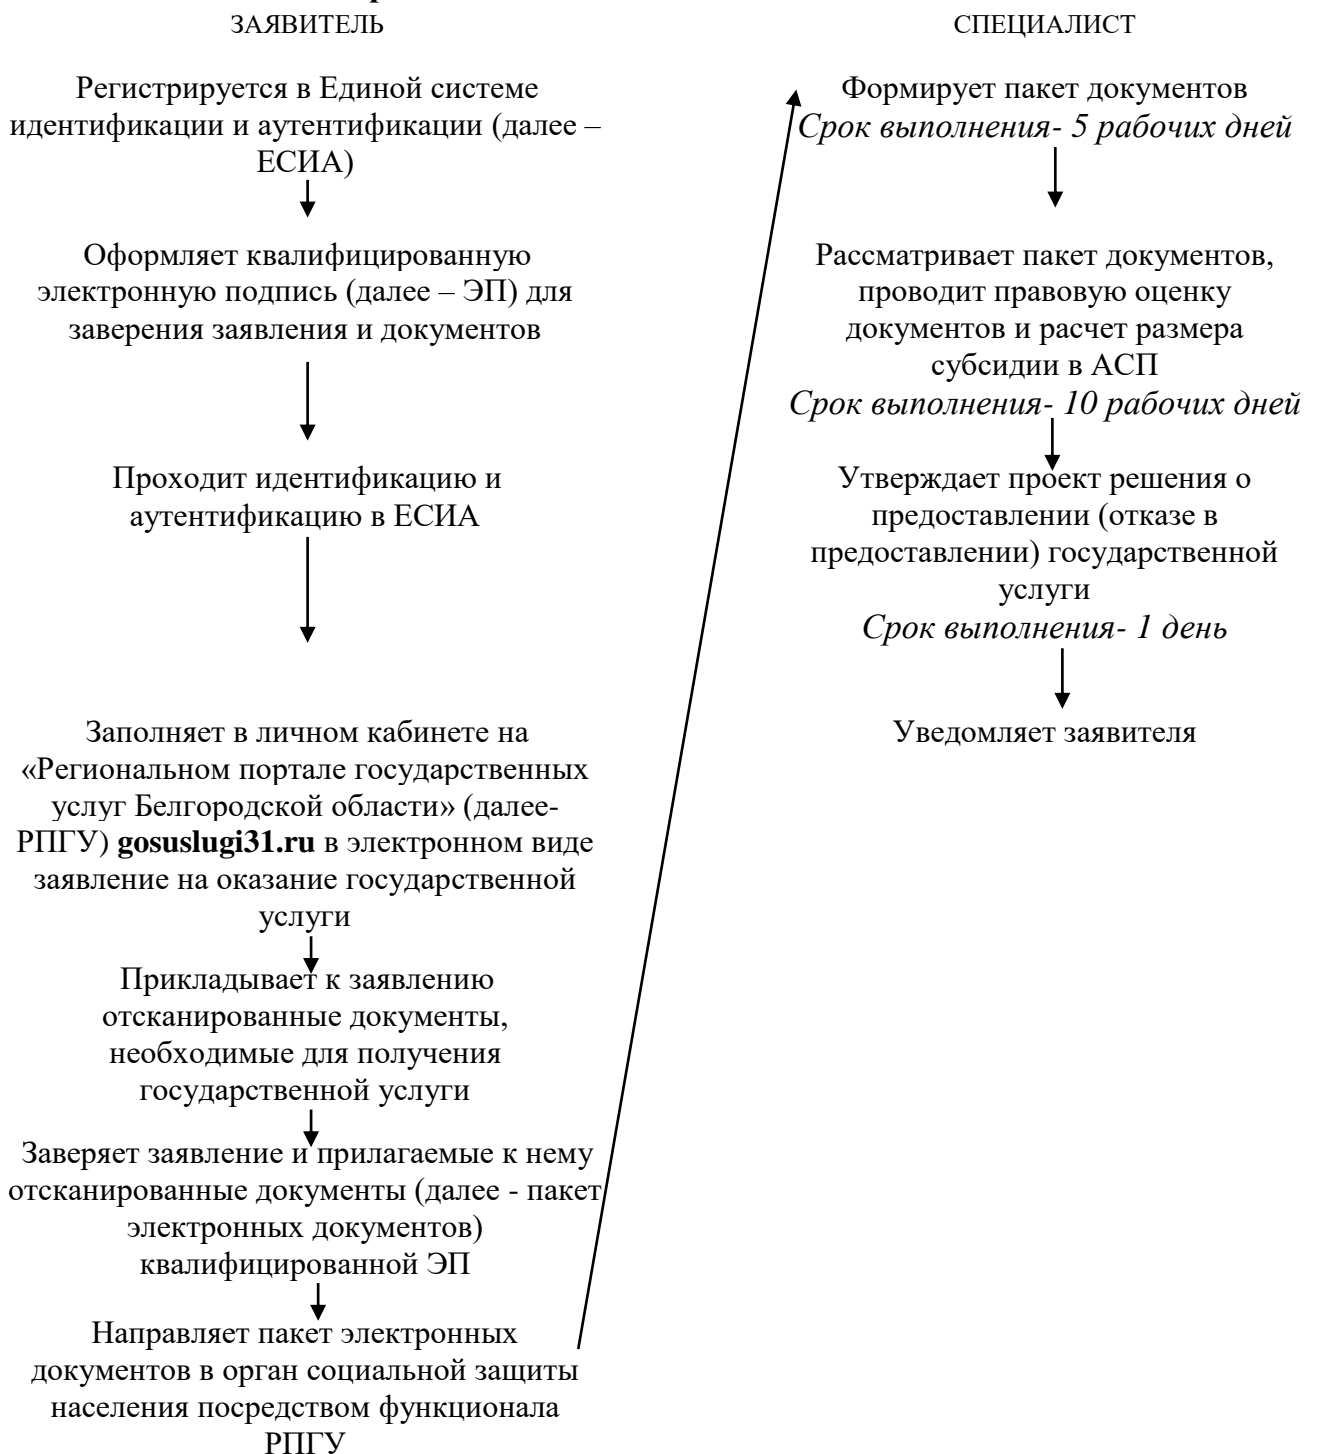 ЗАЯВИТЕЛЬ
Регистрируется в Единой системе
идентификации и аутентификации (далее –
ЕСИА)
Оформляет квалифицированную
электронную подпись (далее – ЭП) для
заверения заявления и документов
Проходит идентификацию и
аутентификацию в ЕСИА
Заполняет в личном кабинете на
«Региональном портале государственных
услуг Белгородской области» (далее-
РПГУ) gosuslugi31.ru в электронном виде
заявление на оказание государственной
услуги
Прикладывает к заявлению
отсканированные документы,
необходимые для получения
государственной услуги
Заверяет заявление и прилагаемые к нему
отсканированные документы (далее - пакет
электронных документов)
квалифицированной ЭП
Направляет пакет электронных
документов в орган социальной защиты
населения посредством функционала
РПГУ
СПЕЦИАЛИСТ
Формирует пакет документов
Срок выполнения- 5 рабочих дней
Рассматривает пакет документов,
проводит правовую оценку
документов и расчет размера
субсидии в АСП
Срок выполнения- 10 рабочих дней
Утверждает проект решения о
предоставлении (отказе в
предоставлении) государственной
услуги
Срок выполнения- 1 день
Уведомляет заявителя